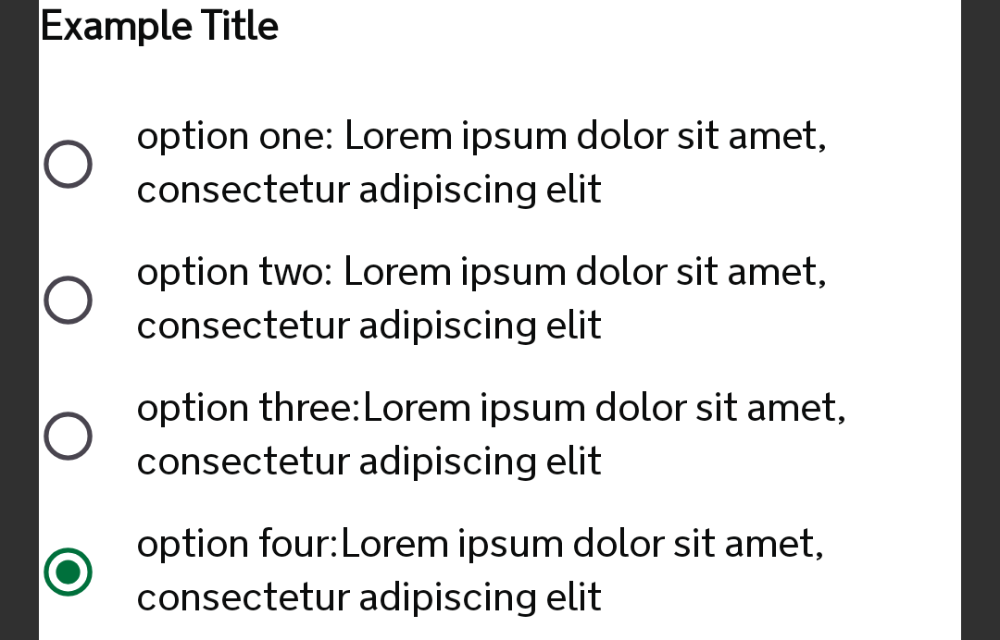 Example Title
option one: Lorem ipsum dolor sit amet,
consectetur adipiscing elit
option two: Lorem ipsum dolor sit amet,
consectetur adipiscing elit
option three:Lorem ipsum dolor sit amet,
consectetur adipiscing elit
option four:Lorem ipsum dolor sit amet,
consectetur adipiscing elit